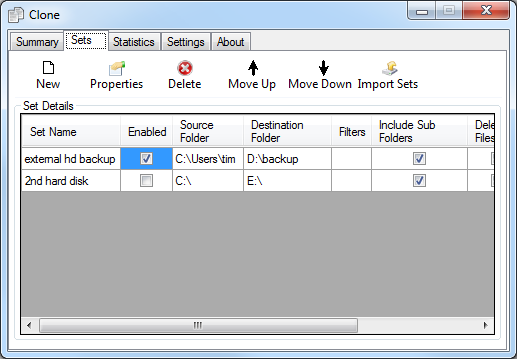 Clone
Summary Sets Statistics Settings About
New Properties Delete Move Up Move Down Import Sets
Set Details
Set Name Enabled Source Folder Destination Folder Filters Include Sub Folders Dele Files
external hd backup C:\Users\tim D:\backup
2nd hard disk C:\ E:\